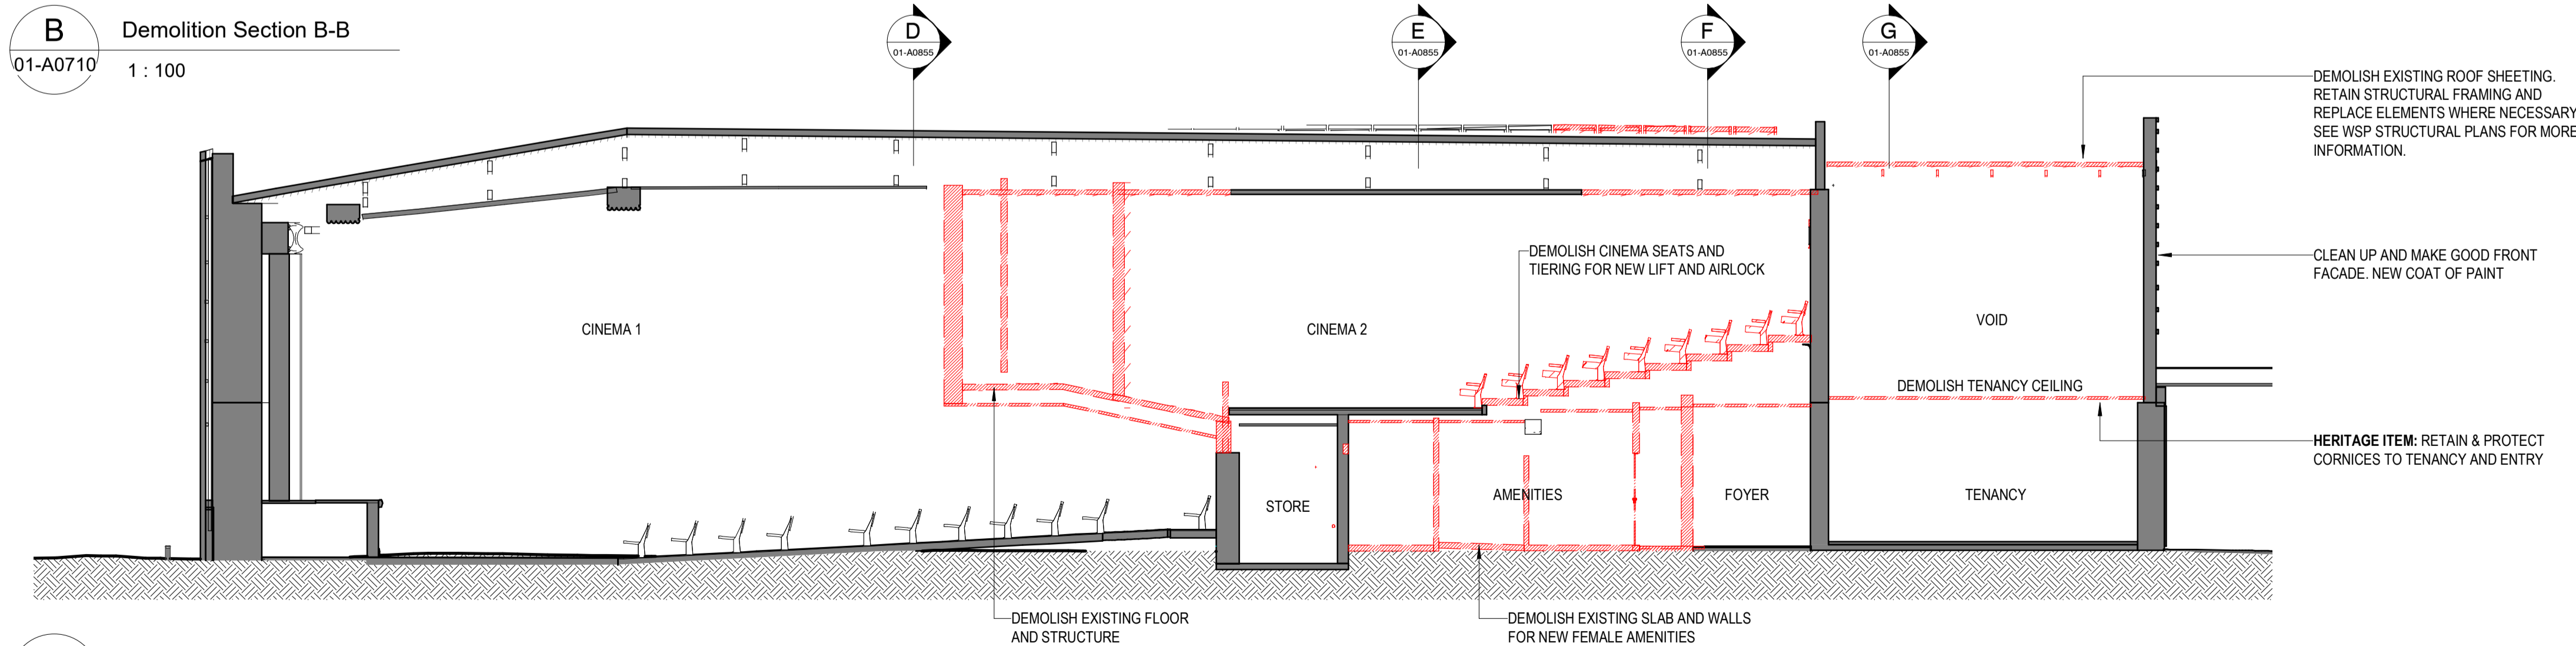 B
Demolition Section B-B
01-A0710
1 : 100
D
01-A0855
E
01-A0855
F
01-A0855
G
01-A0855
DEMOLISH EXISTING ROOF SHEETING.
RETAIN STRUCTURAL FRAMING AND
REPLACE ELEMENTS WHERE NECESSARY
SEE WSP STRUCTURAL PLANS FOR MORE
INFORMATION.
DEMOLISH CINEMA SEATS AND
TIERING FOR NEW LIFT AND AIRLOCK
CLEAN UP AND MAKE GOOD FRONT
FACADE. NEW COAT OF PAINT
CINEMA 1
CINEMA 2
VOID
DEMOLISH TENANCY CEILING
HERITAGE ITEM: RETAIN & PROTECT
CORNICES TO TENANCY AND ENTRY
STORE
AMENITIES
FOYER
TENANCY
DEMOLISH EXISTING FLOOR
AND STRUCTURE
DEMOLISH EXISTING SLAB AND WALLS
FOR NEW FEMALE AMENITIES